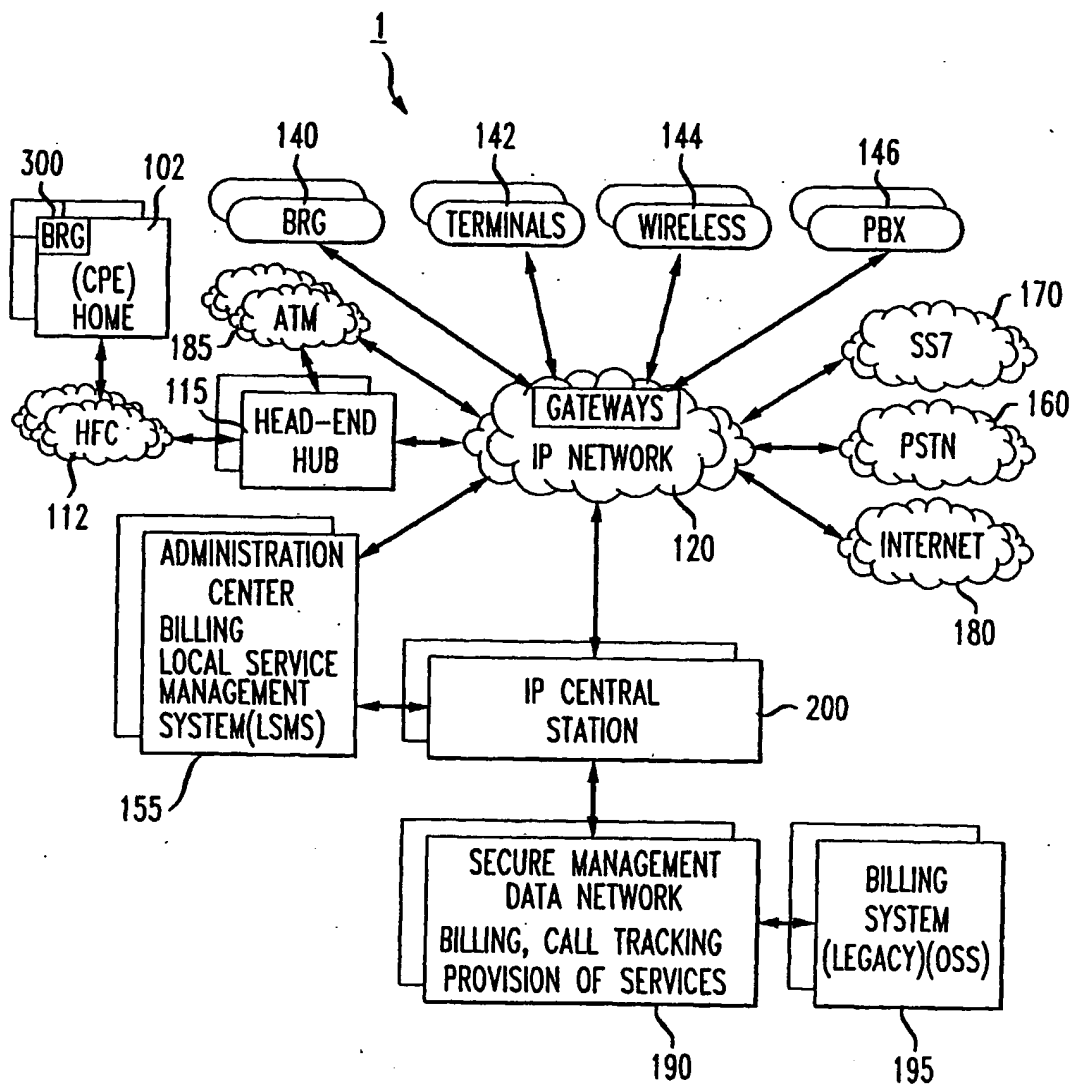 1
140
142
144
146
300
102
BRG
TERMINALS
WIRELESS
PBX
BRG
(CPE)
HOME
ATM
185
170
SS7
GATEWAYS
IP NETWORK
160
PSTN
115
HEAD-END
HUB
HFC
112
120
INTERNET
180
ADMINISTRATION
CENTER
BILLING
LOCAL SERVICE
MANAGEMENT
SYSTEM(LSMS)
155
IP CENTRAL
STATION
200
SECURE MANAGEMENT
DATA NETWORK
BILLING, CALL TRACKING
PROVISION OF SERVICES
190
BILLING
SYSTEM
(LEGACY)(OSS)
195